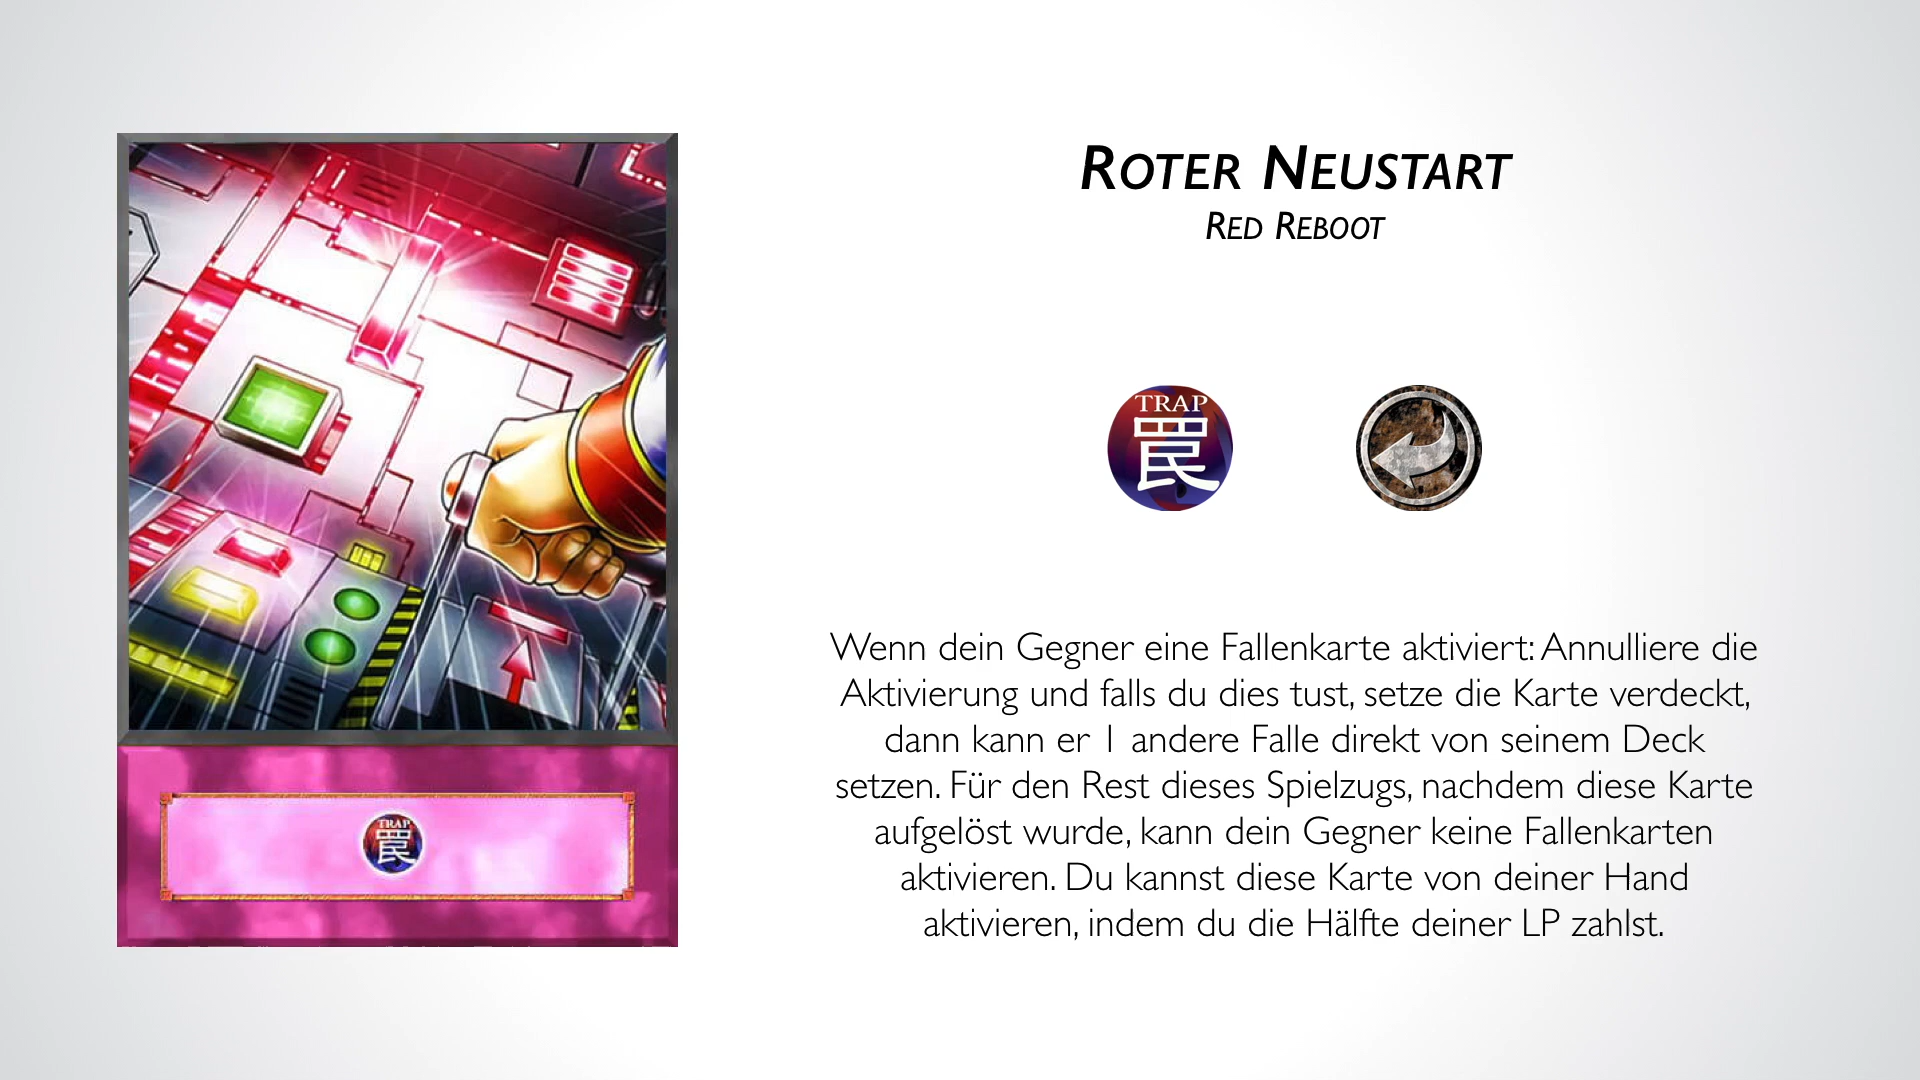 ROTER NEUSTART
RED REBOOT
TRAP
罠
Wenn dein Gegner eine Fallenkarte aktiviert: Annulliere die
Aktivierung und falls du dies tust, setze die Karte verdeckt,
dann kann er 1 andere Falle direkt von seinem Deck
setzen. Für den Rest dieses Spielzugs, nachdem diese Karte
aufgelöst wurde, kann dein Gegner keine Fallenkarten
aktivieren. Du kannst diese Karte von deiner Hand
aktivieren, indem du die Hälfte deiner LP zahlst.
TRAP
罠